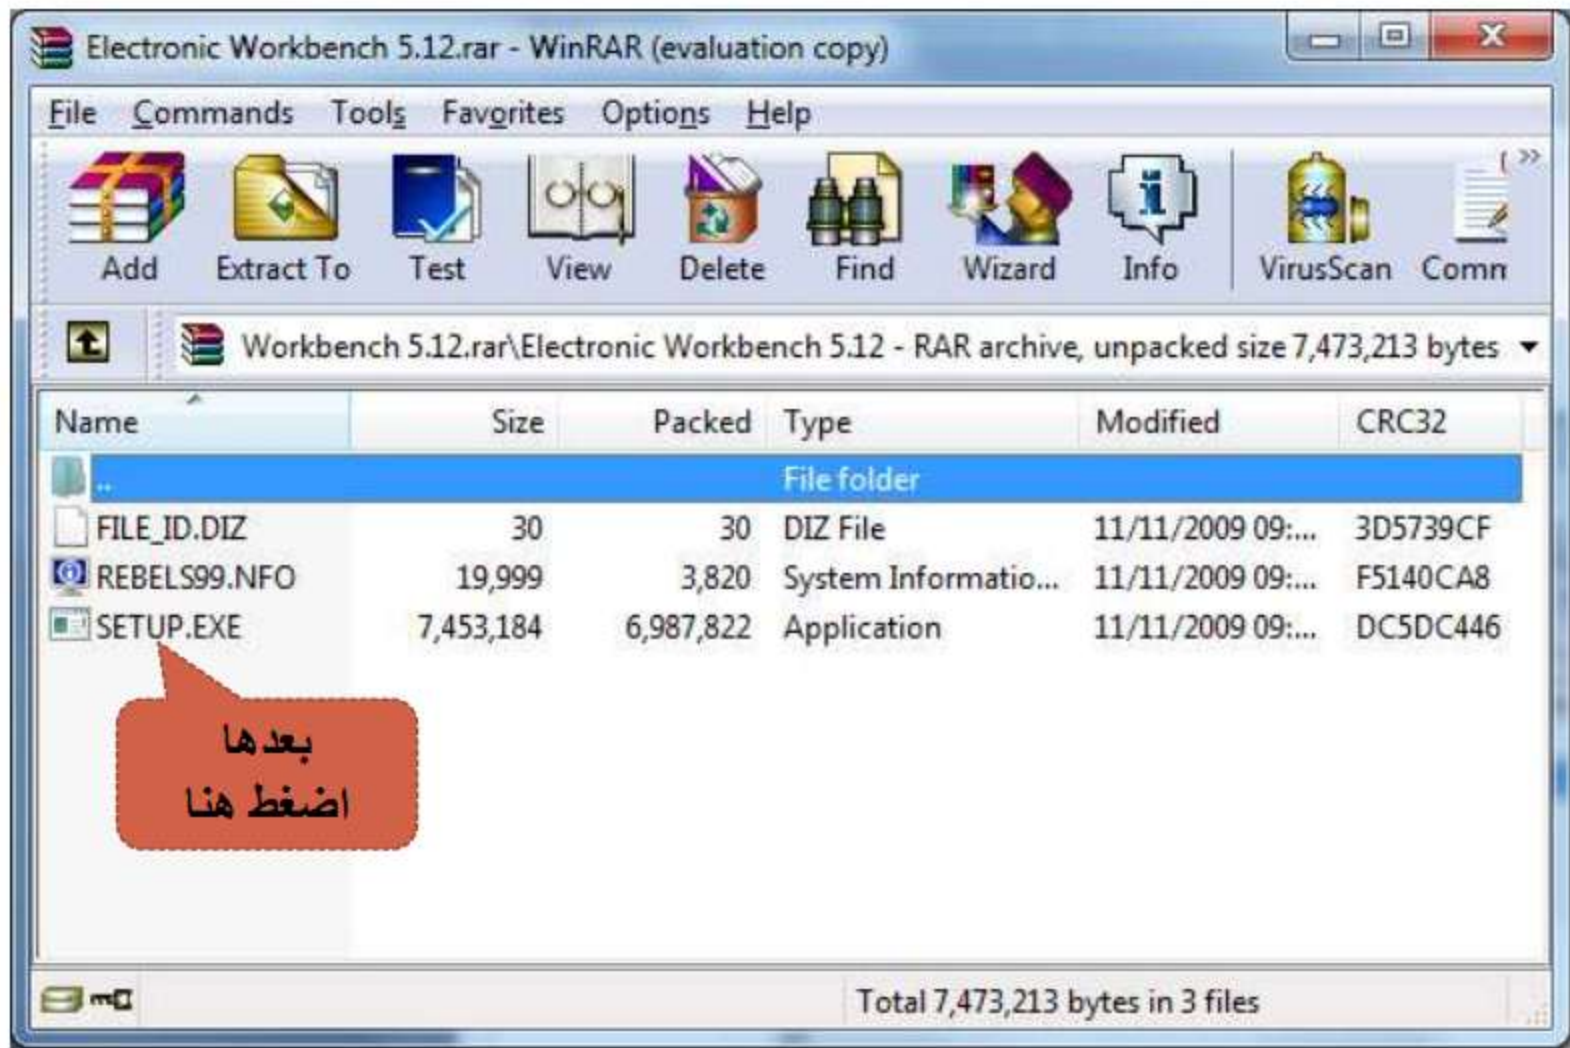 Electronic Workbench 5.12.rar - WinRAR (evaluation copy)
File Commands Tools Favorites Options Help
Add Extract To Test View Delete Find Wizard Info VirusScan Comm
Workbench 5.12.rar\Electronic Workbench 5.12 - RAR archive, unpacked size 7,473,213 bytes
Name Size Packed Type Modified CRC32
.. File folder
FILE_ID.DIZ 30 30 DIZ File 11/11/2009 09:... 3D5739CF
REBELS99.NFO 19,999 3,820 System Informatio... 11/11/2009 09:... F5140CA8
SETUP.EXE 7,453,184 6,987,822 Application 11/11/2009 09:... DC5DC446
بعدها
اضغط هنا
Total 7,473,213 bytes in 3 files